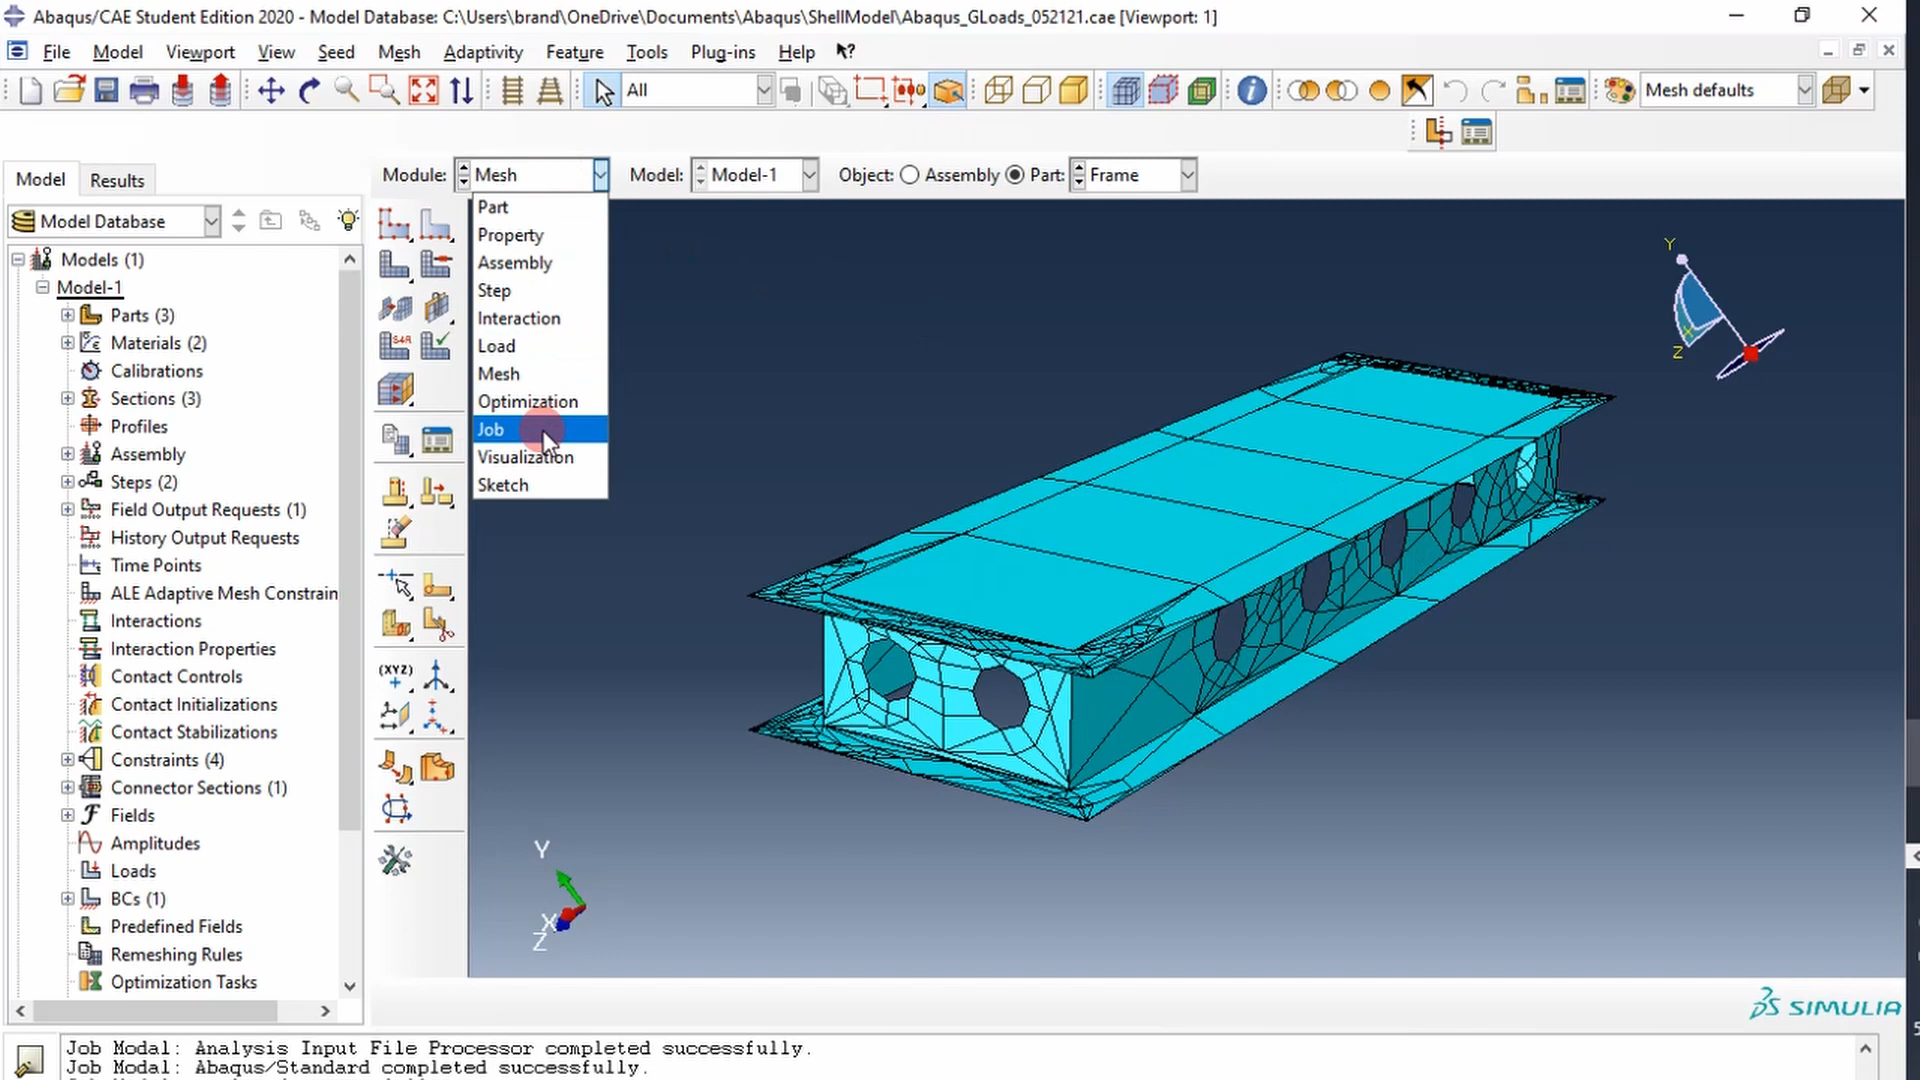 Abaqus/CAE Student Edition 2020 - Model Database: C:\Users\brand\OneDrive\Documents\Abaqus\ShellModel\Abaqus_GLoads_052121.cae [Viewport: 1]
File Model Viewport View Seed Mesh Adaptivity Feature Tools Plug-ins Help
All
Mesh defaults
Model Results
Module: Mesh Model: Model-1 Object: Assembly Part: Frame
Model Database
Part
Property
Assembly
Step
Interaction
Load
Mesh
Optimization
Job
Visualization
Sketch
Models (1)
Model-1
Parts (3)
Materials (2)
Calibrations
Sections (3)
Profiles
Assembly
Steps (2)
Field Output Requests (1)
History Output Requests
Time Points
ALE Adaptive Mesh Constrain
Interactions
Interaction Properties
Contact Controls
Contact Initializations
Contact Stabilizations
Constraints (4)
Connector Sections (1)
Fields
Amplitudes
Loads
BCs (1)
Predefined Fields
Remeshing Rules
Optimization Tasks
S4R
(XYZ)
Y
X
Z
Y
X
Z
SIMULIA
Job Modal: Analysis Input File Processor completed successfully.
Job Modal: Abaqus/Standard completed successfully.